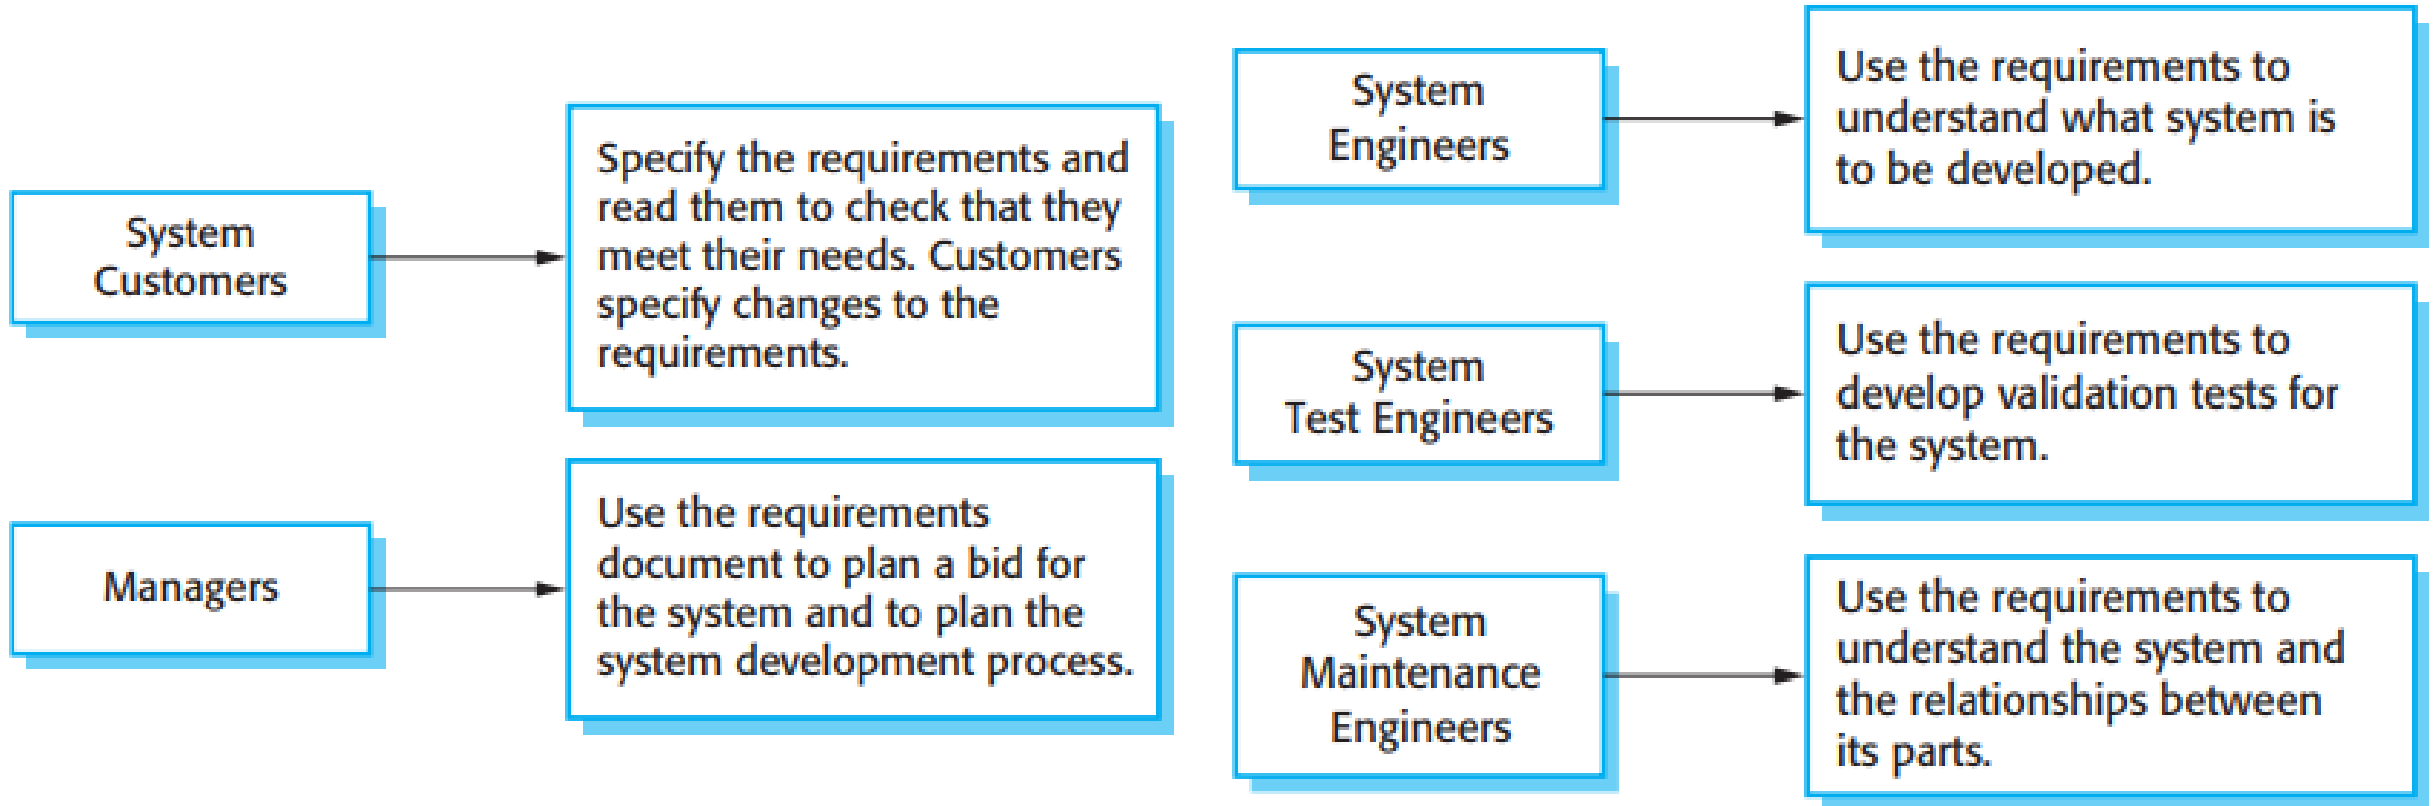 System
Customers
Specify the requirements and
read them to check that they
meet their needs. Customers
specify changes to the
requirements.
Managers
Use the requirements
document to plan a bid for
the system and to plan the
system development process.
System
Engineers
Use the requirements to
understand what system is
to be developed.
System
Test Engineers
Use the requirements to
develop validation tests for
the system.
System
Maintenance
Engineers
Use the requirements to
understand the system and
the relationships between
its parts.